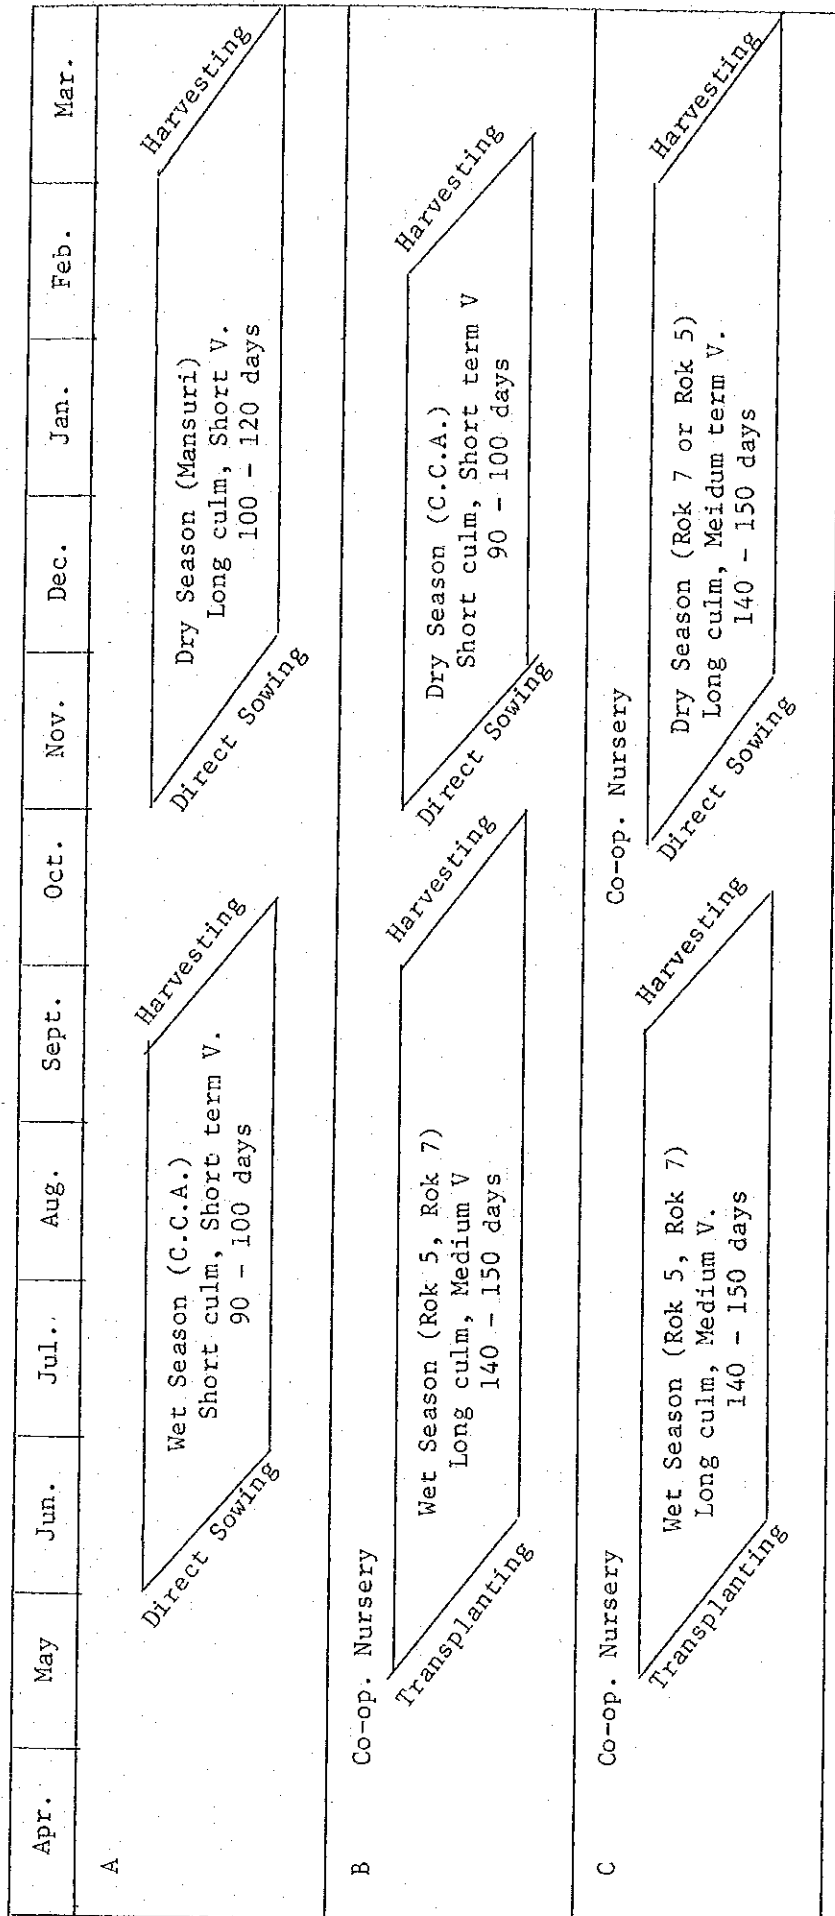 Apr. May Jun. Jul. Aug. Sept. Oct. Nov. Dec. Jan. Feb. Mar.
A
Direct Sowing
Wet Season (C.C.A.)
Short culm, Short term V.
90 - 100 days
Harvesting
Direct Sowing
Dry Season (Mansuri)
Long culm, Short V.
100 - 120 days
Harvesting
B
Co-op. Nursery
Transplanting
Wet Season (Rok 5, Rok 7)
Long culm, Medium V
140 - 150 days
Harvesting
Direct Sowing
Dry Season (C.C.A.)
Short culm, Short term V
90 - 100 days
Harvesting
C
Co-op. Nursery
Transplanting
Wet Season (Rok 5, Rok 7)
Long culm, Medium V.
140 - 150 days
Harvesting
Co-op. Nursery
Direct Sowing
Dry Season (Rok 7 or Rok 5)
Long culm, Meidum term V.
140 - 150 days
Harvesting